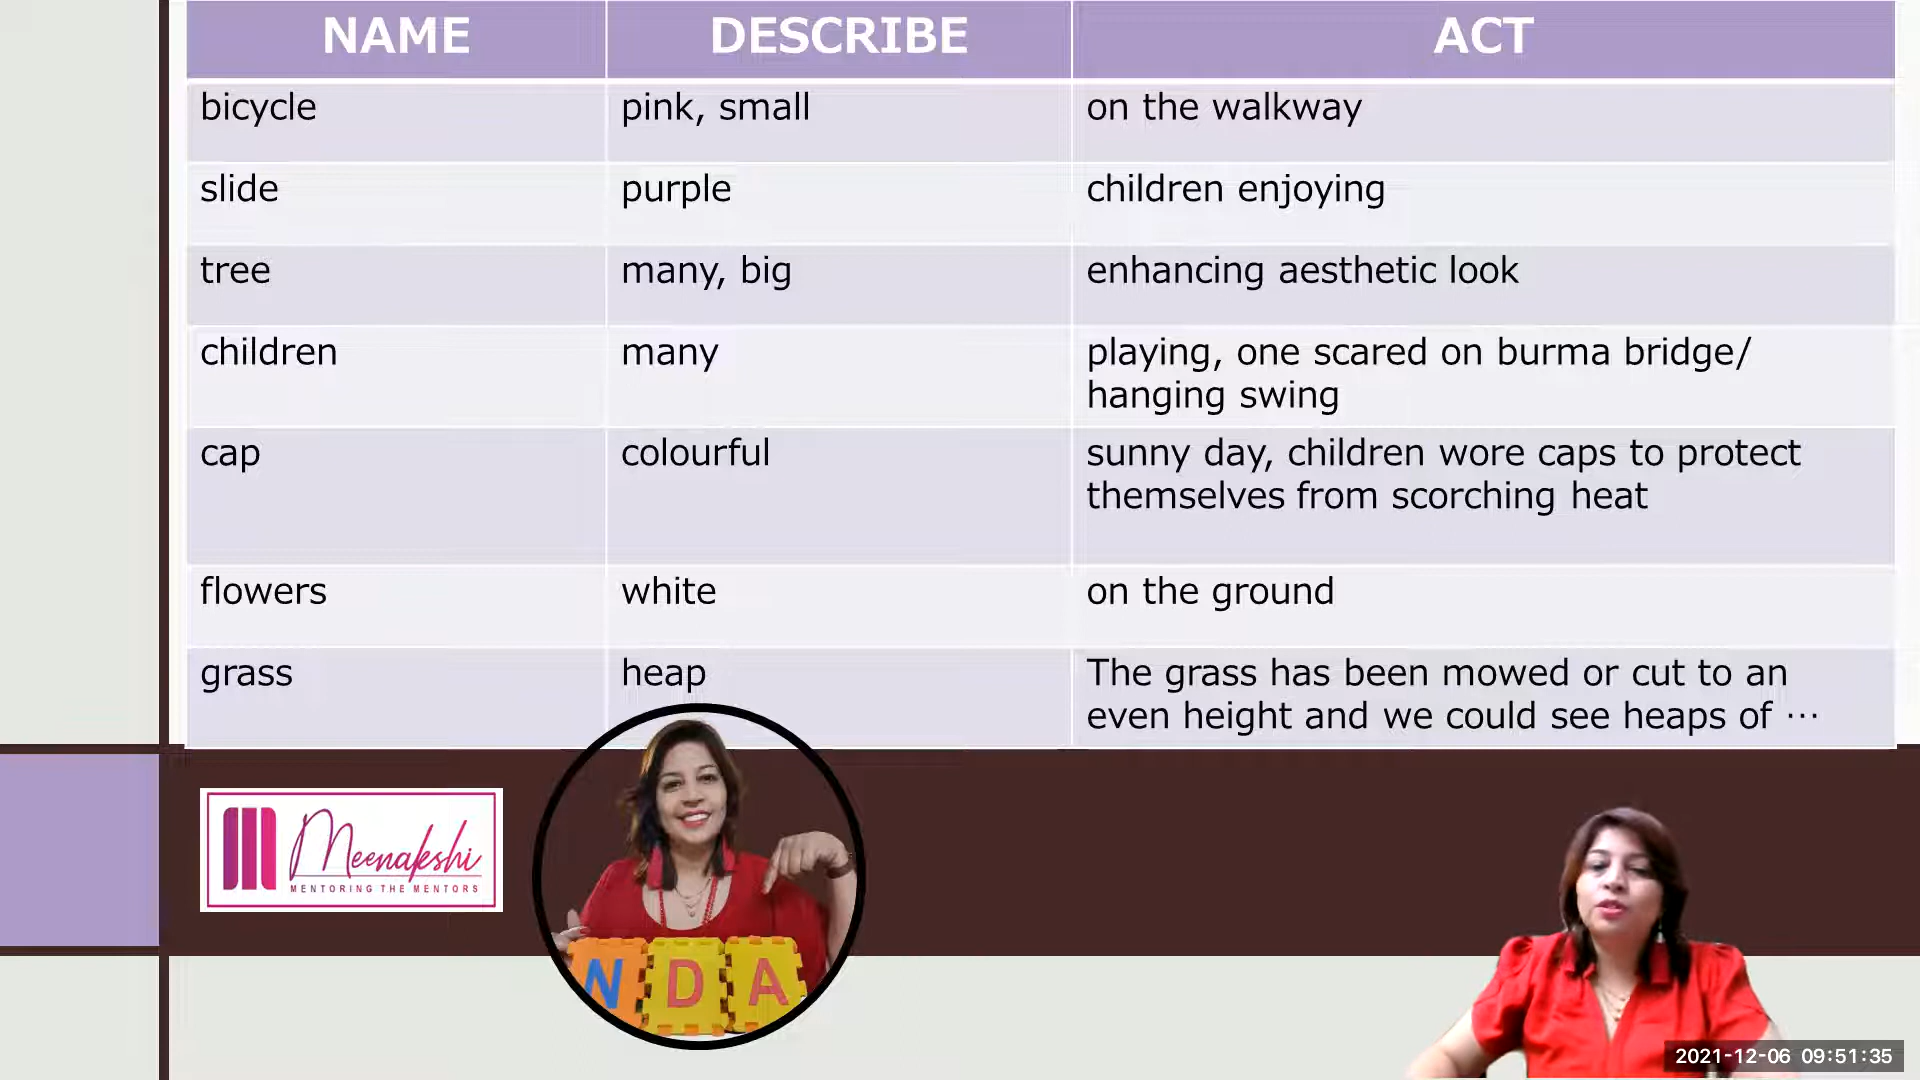 NAME DESCRIBE ACT
bicycle pink, small on the walkway
slide purple children enjoying
tree many, big enhancing aesthetic look
children many playing, one scared on burma bridge/
hanging swing
cap colourful sunny day, children wore caps to protect
themselves from scorching heat
flowers white on the ground
grass heap The grass has been mowed or cut to an
even height and we could see heaps of ···
Meenakshi
MENTORING THE MENTORS
N D A
2021-12-06 09:51:35